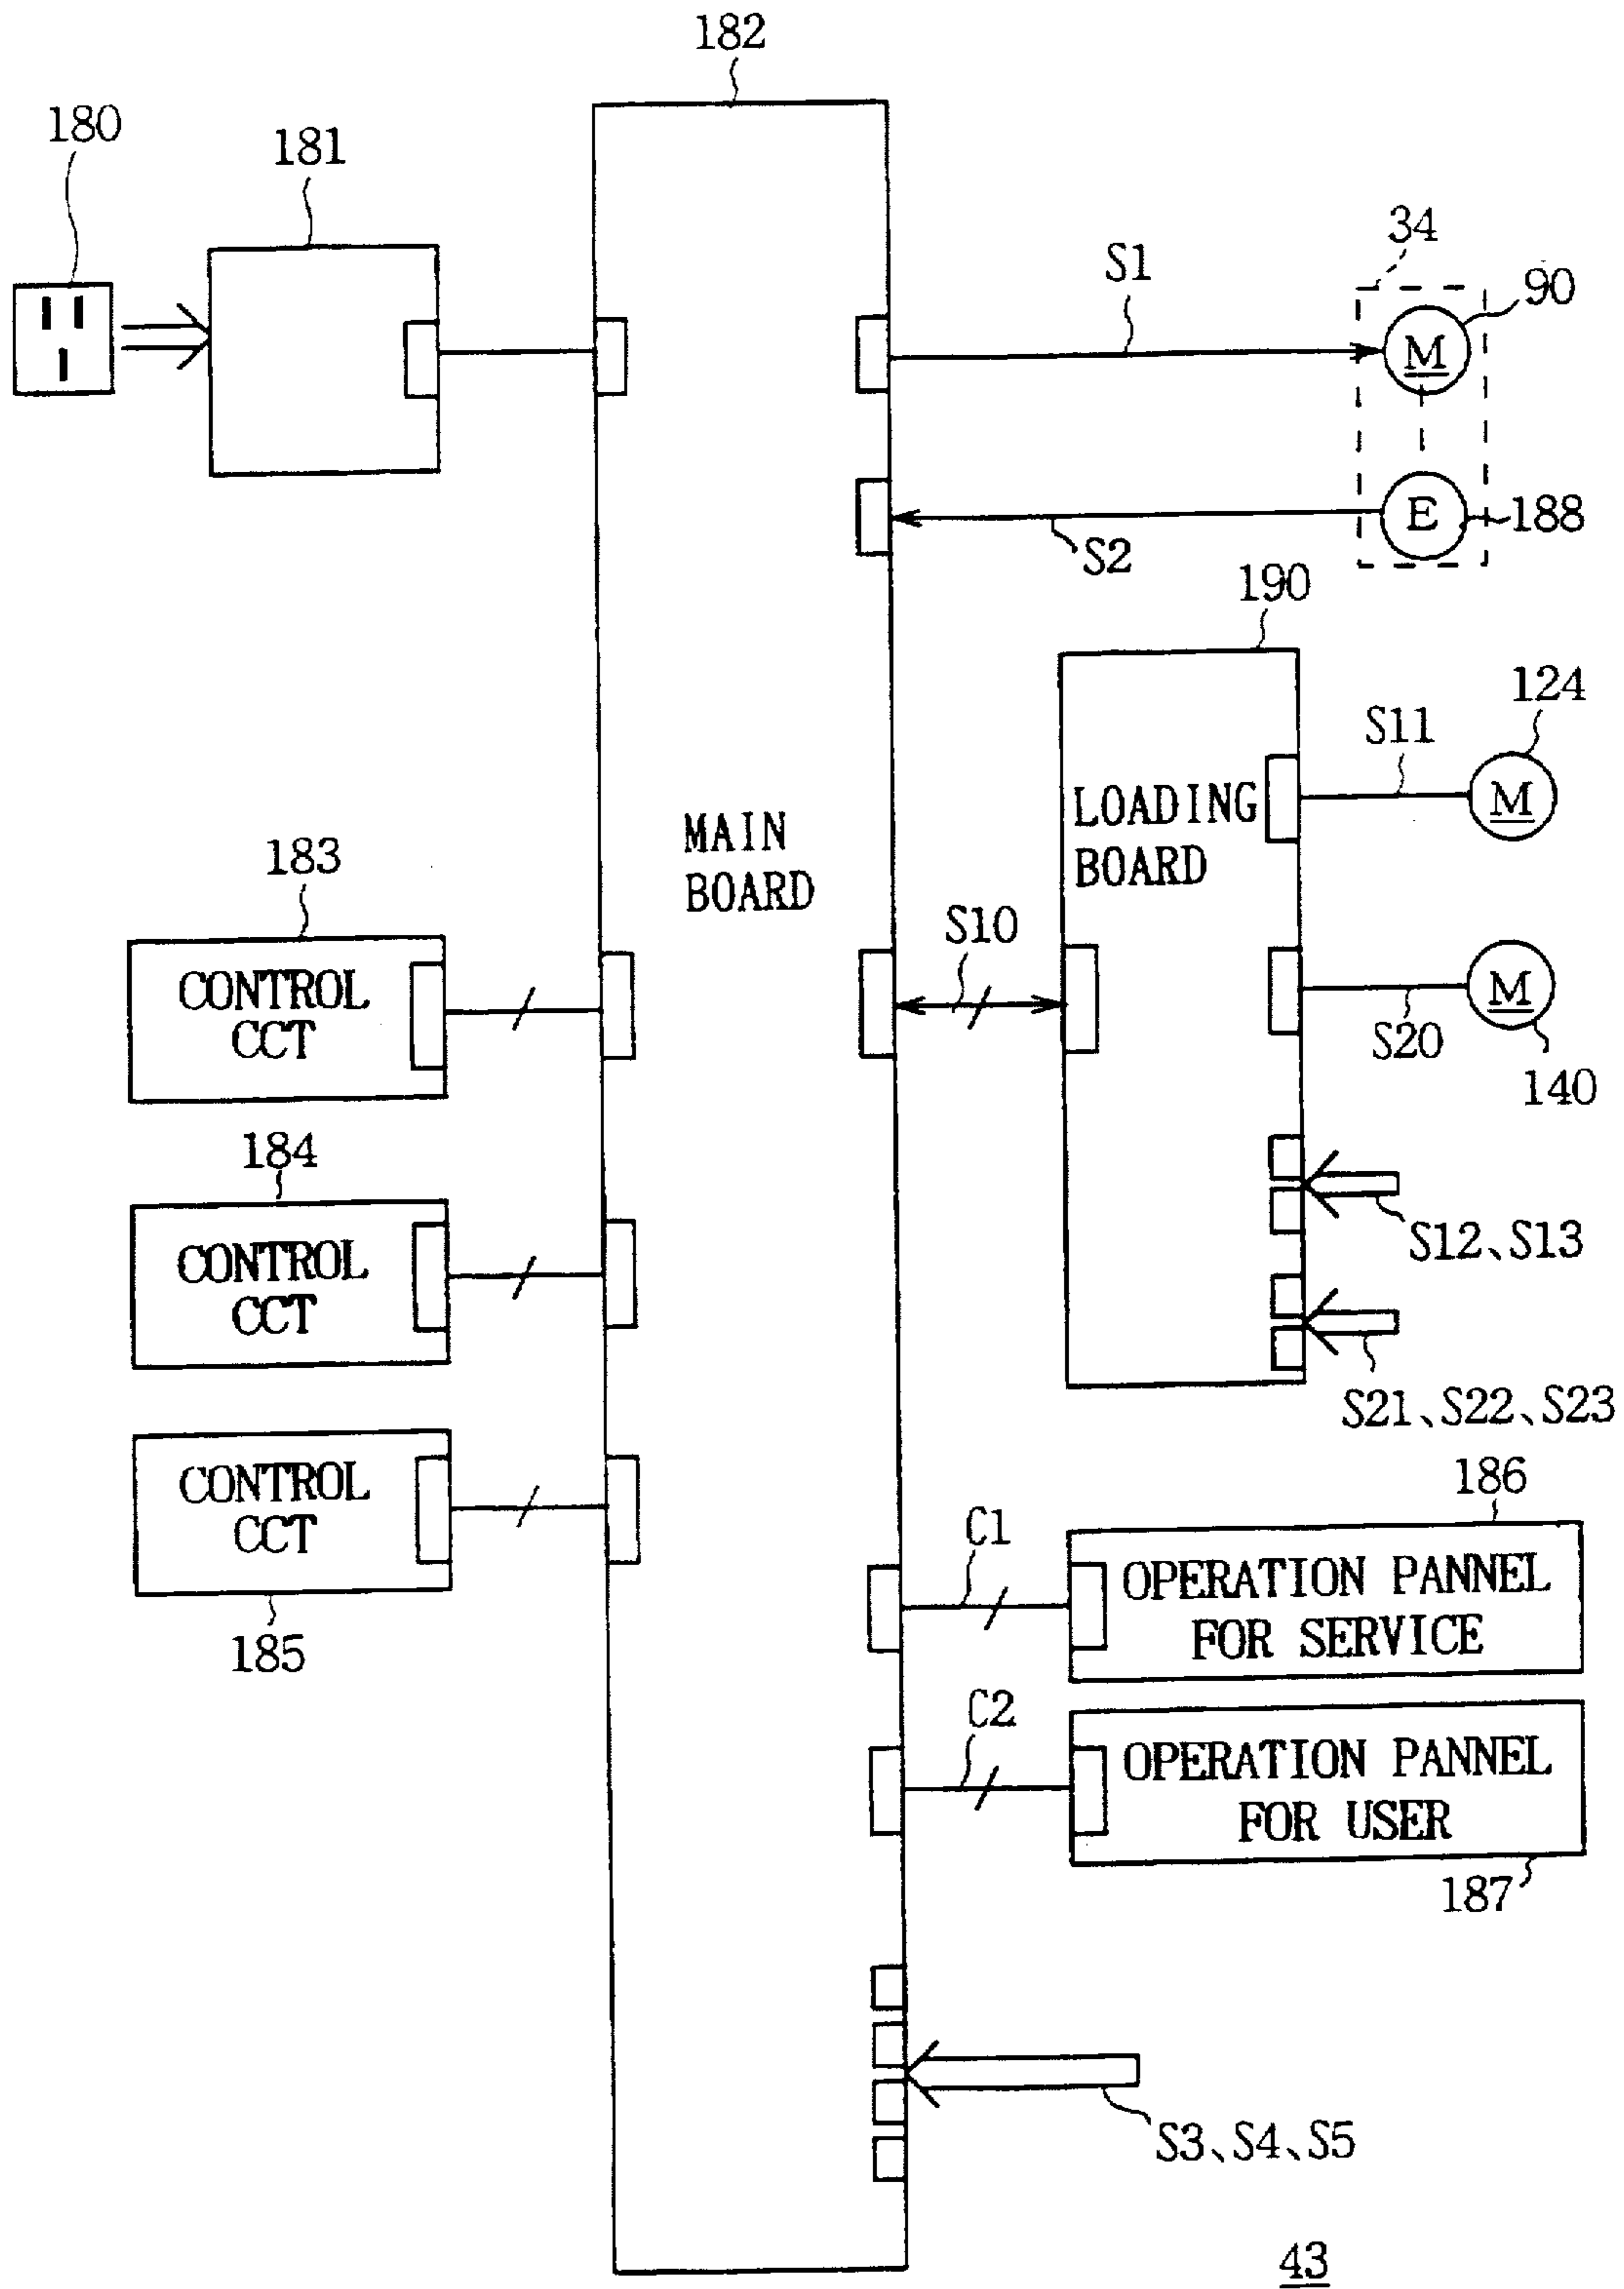 182
180
181
34
S1
90
M
E
188
S2
190
124
S11
M
LOADING
BOARD
MAIN
BOARD
183
S10
CONTROL
CCT
M
S20
140
184
CONTROL
CCT
S12、S13
S21、S22、S23
CONTROL
CCT
185
186
C1
OPERATION PANNEL
FOR SERVICE
C2
OPERATION PANNEL
FOR USER
187
S3、S4、S5
43